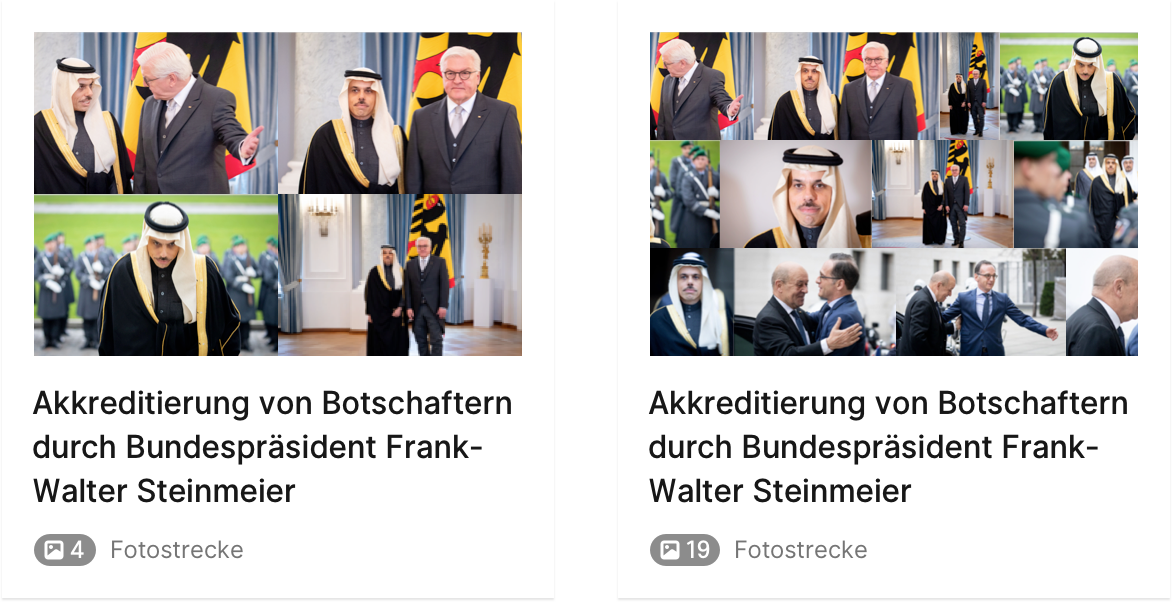 Akkreditierung von Botschaftern
durch Bundespräsident Frank-
Walter Steinmeier
4 Fotostrecke
Akkreditierung von Botschaftern
durch Bundespräsident Frank-
Walter Steinmeier
19 Fotostrecke